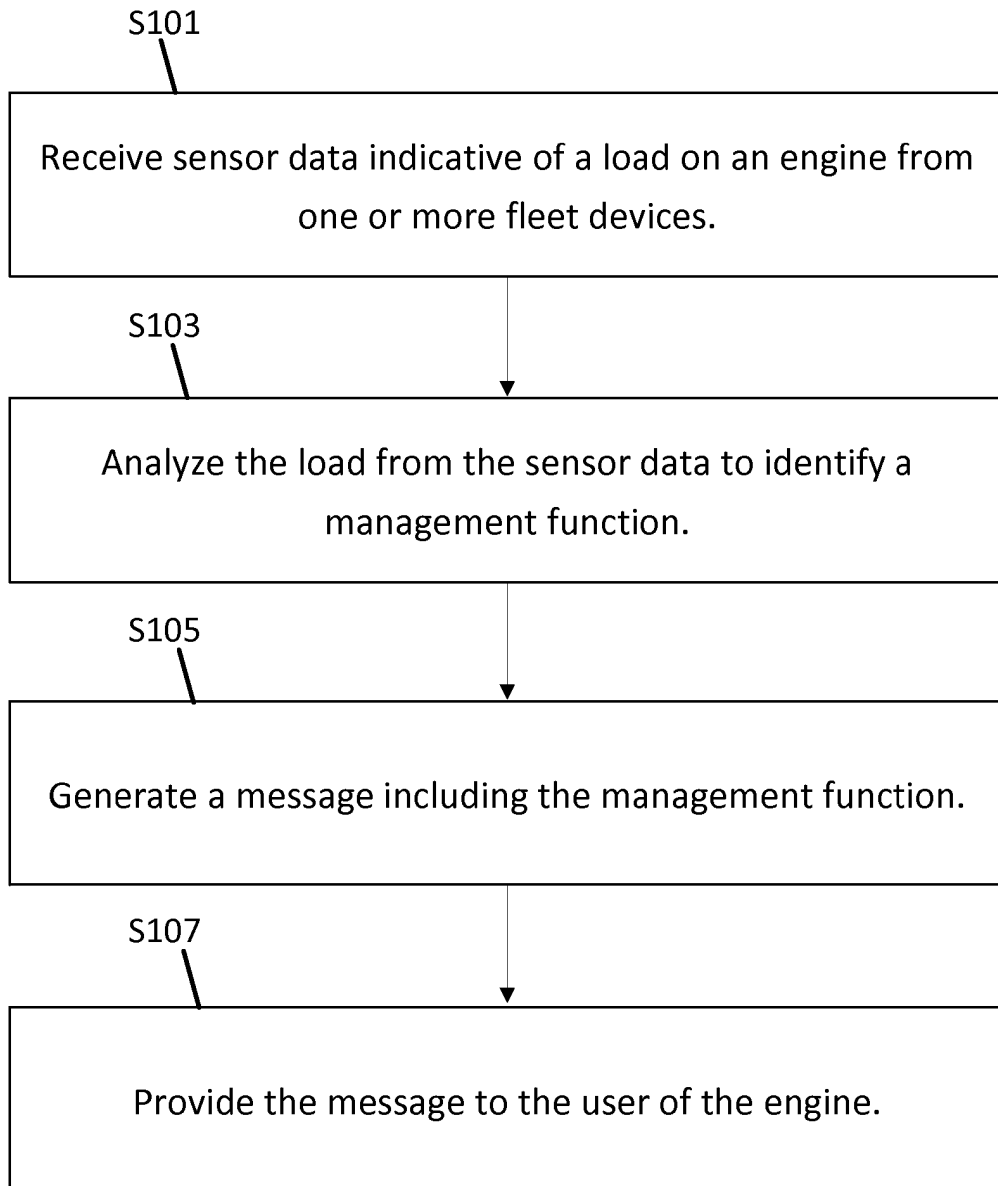 S101
Receive sensor data indicative of a load on an engine from
one or more fleet devices.
S103
Analyze the load from the sensor data to identify a
management function.
S105
Generate a message including the management function.
S107
Provide the message to the user of the engine.